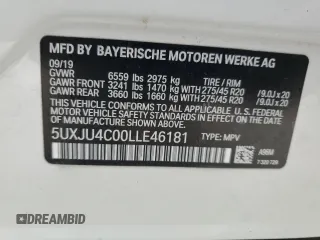 MFD BY BAYERISCHE MOTOREN WERKE AG
09/19
GVWR 6559 lbs 2975 kg TIRE / RIM
GAWR FRONT 3241 lbs 1470 kg WITH 275/45 R20 /9.0J x 20
GAWR REAR 3660 lbs 1660 kg WITH 275/45 R20 /9.0J x 20
THIS VEHICLE CONFORMS TO ALL APPLICABLE U.S. FEDERAL
MOTOR VEHICLE SAFETY STANDARDS IN EFFECT ON THE DATE OF
MANUFACTURE SHOWN ABOVE.
5UXJU4C00LLE46181 TYPE: MPV
A96M
DREAMBID